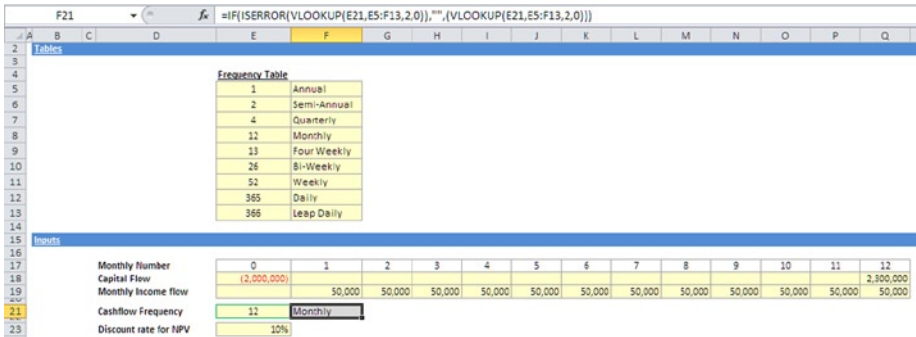 F21 fx =IF(ISERROR(VLOOKUP(E21,E5:F13,2,0)),"",(VLOOKUP(E21,E5:F13,2,0)))
A B C D E F G H I J K L M N O P Q
2 Tables
3
4 Frequency Table
5 1 Annual
6 2 Semi-Annual
7 4 Quarterly
8 12 Monthly
9 13 Four Weekly
10 26 Bi-Weekly
11 52 Weekly
12 365 Daily
13 366 Leap Daily
14
15 Inputs
16
17 Monthly Number 0 1 2 3 4 5 6 7 8 9 10 11 12
18 Capital Flow (2,000,000) 2,300,000
19 Monthly Income flow 50,000 50,000 50,000 50,000 50,000 50,000 50,000 50,000 50,000 50,000 50,000 50,000
21 Cashflow Frequency 12 Monthly
23 Discount rate for NPV 10%